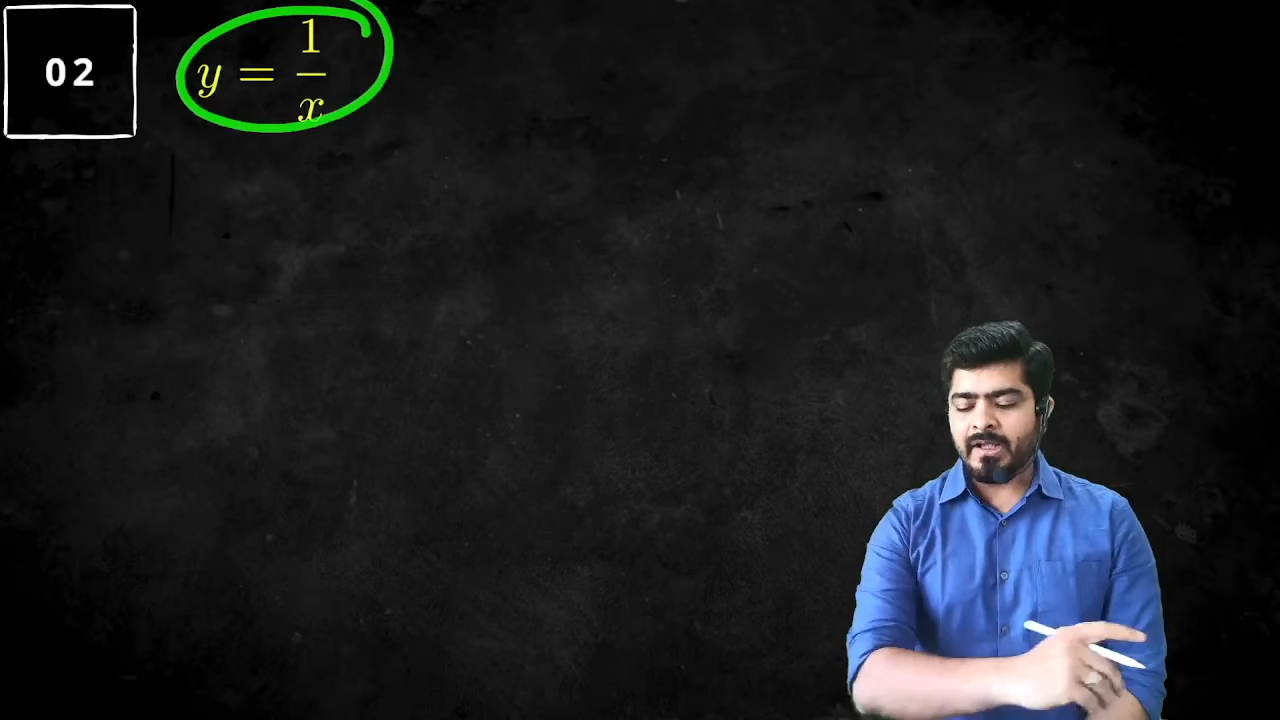 02
y = 1/x